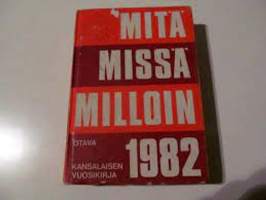 MITÄ
MISSÄ
MILLOIN
OTAVA
1982
KANSALAISEN
VUOSIKIRJA